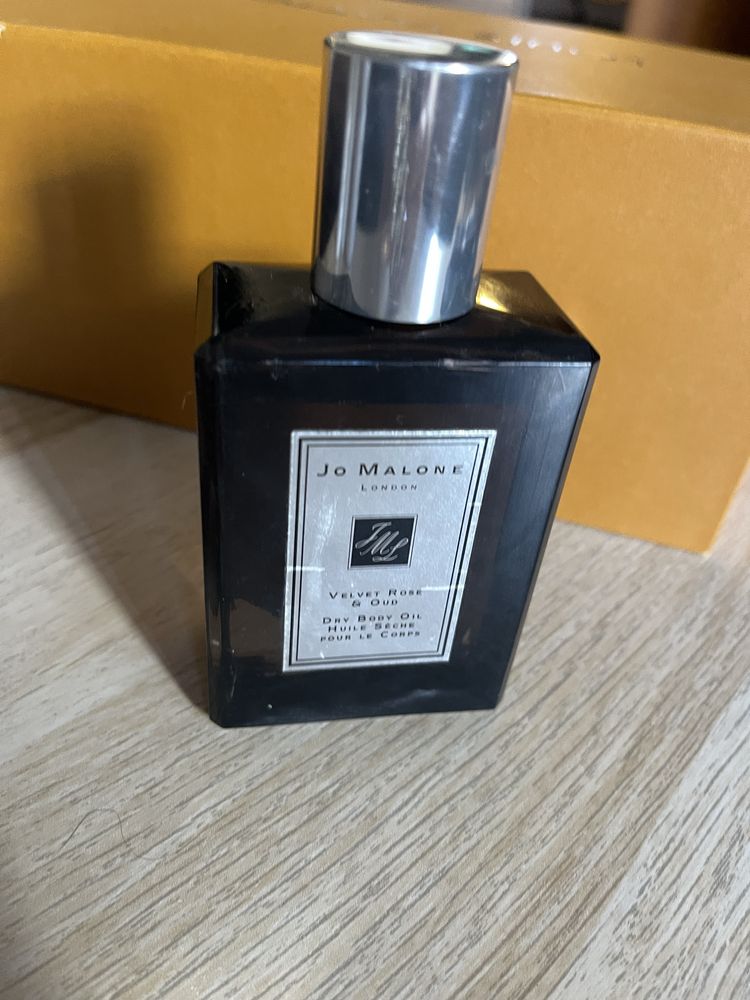 Jo Malone
London
JML
Velvet Rose
& Oud
Dry Body Oil
Huile Sèche
pour le Corps